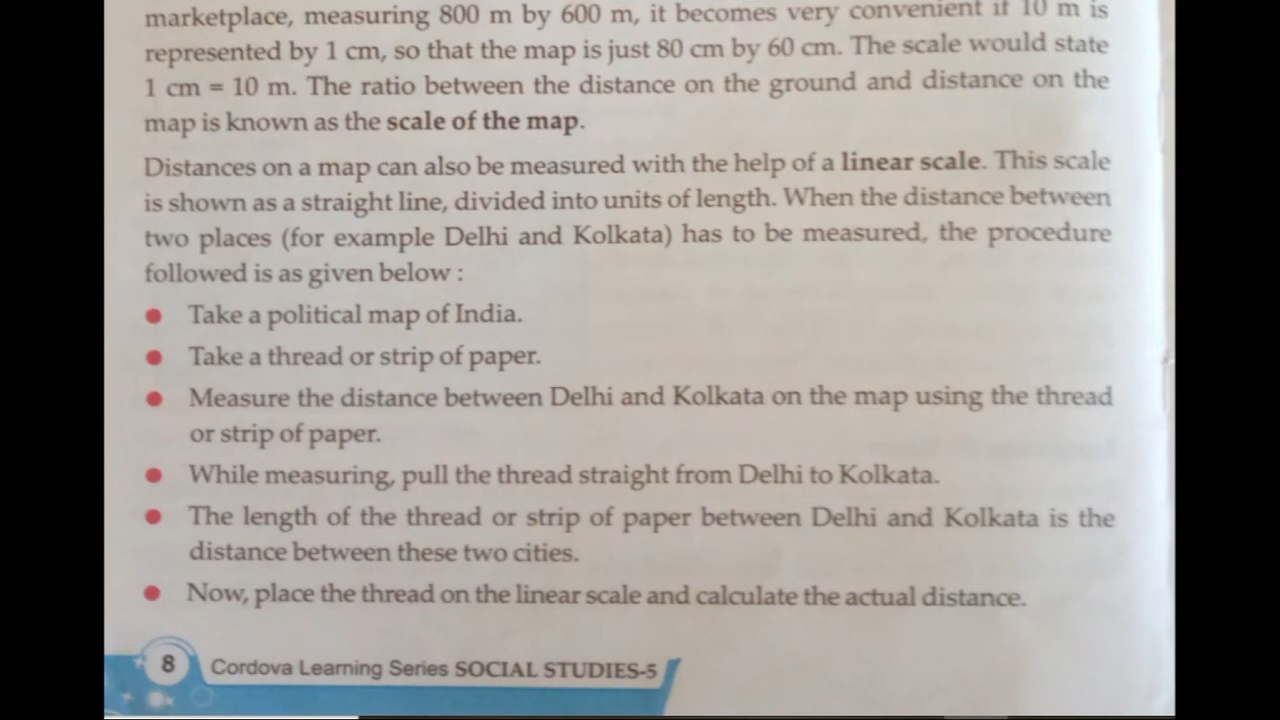 marketplace, measuring 800 m by 600 m, it becomes very convenient if 10 m is
represented by 1 cm, so that the map is just 80 cm by 60 cm. The scale would state
1 cm = 10 m. The ratio between the distance on the ground and distance on the
map is known as the scale of the map.
Distances on a map can also be measured with the help of a linear scale. This scale
is shown as a straight line, divided into units of length. When the distance between
two places (for example Delhi and Kolkata) has to be measured, the procedure
followed is as given below :
● Take a political map of India.
● Take a thread or strip of paper.
● Measure the distance between Delhi and Kolkata on the map using the thread
or strip of paper.
● While measuring, pull the thread straight from Delhi to Kolkata.
● The length of the thread or strip of paper between Delhi and Kolkata is the
distance between these two cities.
● Now, place the thread on the linear scale and calculate the actual distance.
8 Cordova Learning Series SOCIAL STUDIES-5